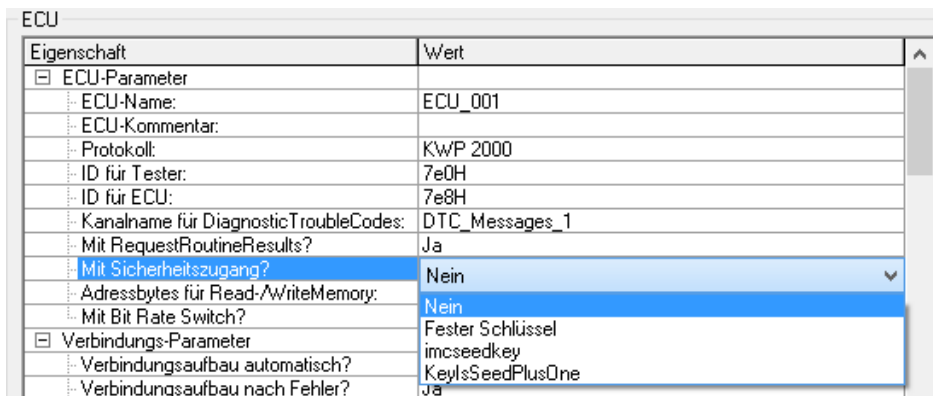 ECU
Eigenschaft Wert
ECU-Parameter
ECU-Name: ECU_001
ECU-Kommentar:
Protokoll: KWP 2000
ID für Tester: 7e0H
ID für ECU: 7e8H
Kanalname für DiagnosticTroubleCodes: DTC_Messages_1
Mit RequestRoutineResults? Ja
Mit Sicherheitszugang? Nein
Adressbytes für Read-/WriteMemory: Nein
Mit Bit Rate Switch? Fester Schlüssel
Verbindungs-Parameter imcseedkey
Verbindungsaufbau automatisch? KeyIsSeedPlusOne
Verbindungsaufbau nach Fehler? Ja